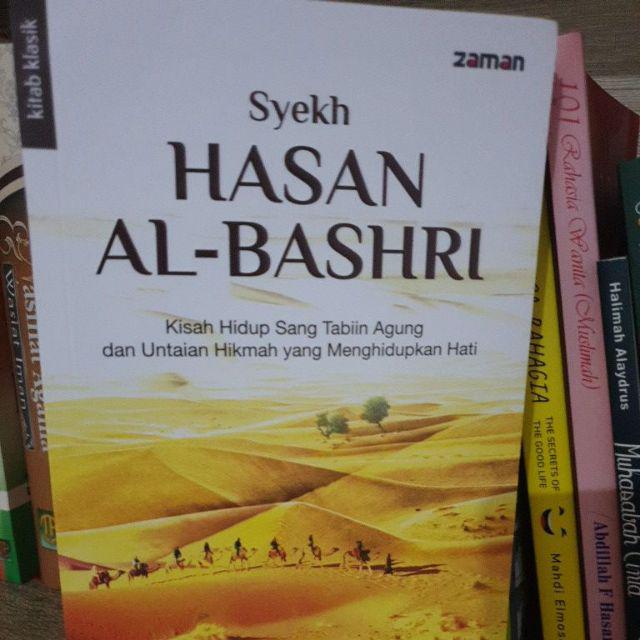 kitab klasik
zaman
Syekh
HASAN
AL-BASHRI
Kisah Hidup Sang Tabiin Agung
dan Untaian Hikmah yang Menghidupkan Hati
BAHAGIA
THE SECRETS OF
THE GOOD LIFE
Mahdi Elmo
101 Rahasia Wanita (Muslimah)
Abdillah F Hasan
Halimah Alaydrus